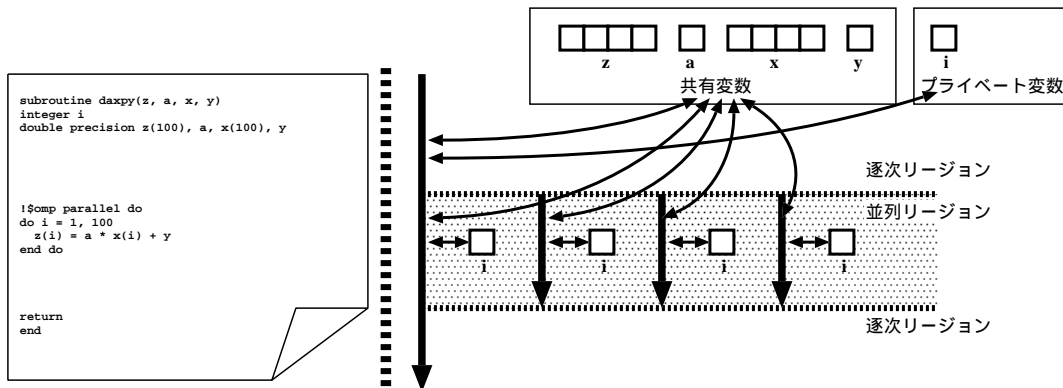 z a x y
共有変数
i
プライベート変数
subroutine daxpy(z, a, x, y)
integer i
double precision z(100), a, x(100), y
!$omp parallel do
do i = 1, 100
z(i) = a * x(i) + y
end do
return
end
逐次リージョン
並列リージョン
i i i i
逐次リージョン